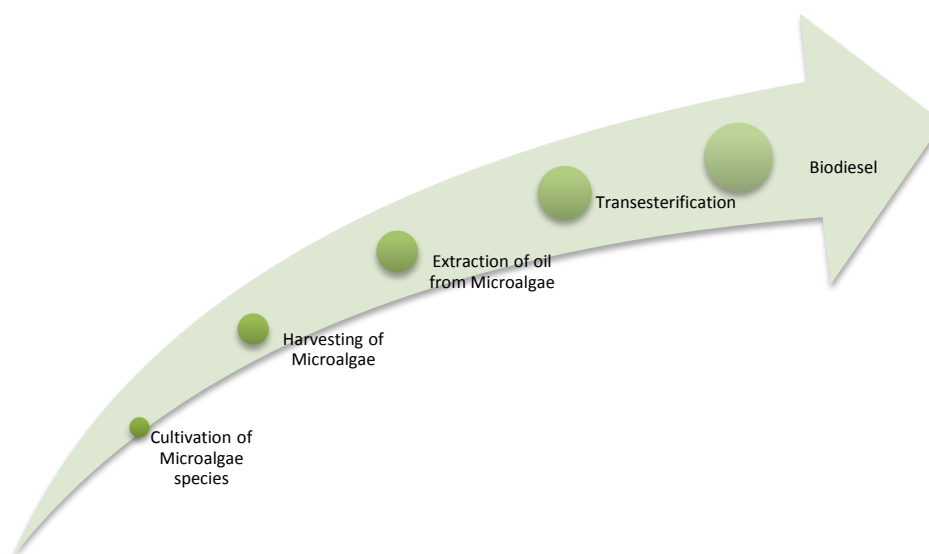 Cultivation of
Microalgae
species
Harvesting of
Microalgae
Extraction of oil
from Microalgae
Transesterification
Biodiesel